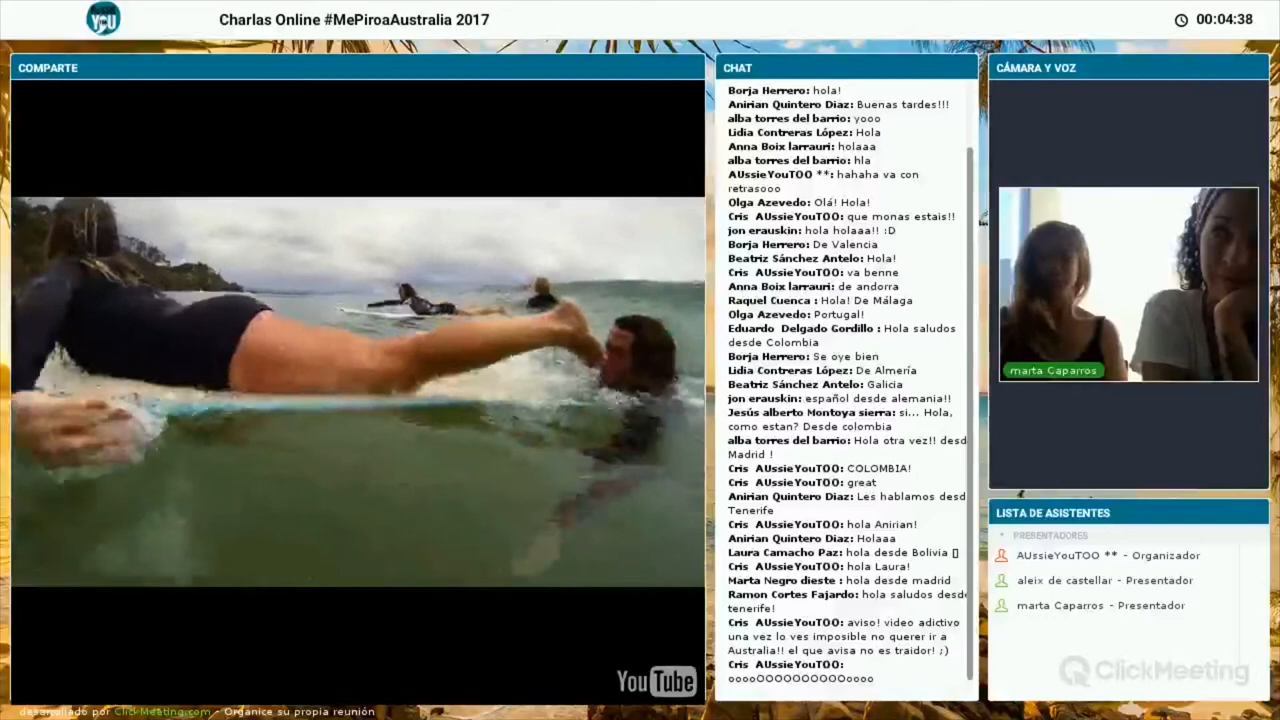 YOU
Charlas Online #MePiroaAustralia 2017
00:04:38
COMPARTE
CHAT
Borja Herrero: hola!
Anirian Quintero Diaz: Buenas tardes!!!
alba torres del barrio: yooo
Lidia Contreras López: Hola
Anna Boix larrauri: holaaa
alba torres del barrio: hla
AUssieYouTOO **: hahaha va con
retrasooo
Olga Azevedo: Olá! Hola!
Cris AUssieYouTOO: que monas estais!!
jon erauskin: hola holaaa!! :D
Borja Herrero: De Valencia
Beatriz Sánchez Antelo: Hola!
Cris AUssieYouTOO: va benne
Anna Boix larrauri: de andorra
Raquel Cuenca : Hola! De Málaga
Olga Azevedo: Portugal!
Eduardo Delgado Gordillo : Hola saludos
desde Colombia
Borja Herrero: Se oye bien
Lidia Contreras López: De Almería
Beatriz Sánchez Antelo: Galicia
jon erauskin: español desde alemania!!
Jesús alberto Montoya sierra: si... Hola,
como estan? Desde colombia
alba torres del barrio: Hola otra vez!! desd
Madrid !
Cris AUssieYouTOO: COLOMBIA!
Cris AUssieYouTOO: great
Anirian Quintero Diaz: Les hablamos desd
Tenerife
Cris AUssieYouTOO: hola Anirian!
Anirian Quintero Diaz: Holaaa
Laura Camacho Paz: hola desde Bolivia
Cris AUssieYouTOO: hola Laura!
Marta Negro dieste : hola desde madrid
Ramon Cortes Fajardo: hola saludos desde
tenerife!
Cris AUssieYouTOO: aviso! video adictivo
una vez lo ves imposible no querer ir a
Australia!! el que avisa no es traidor! ;)
Cris AUssieYouTOO:
ooooOOOOOOOOOOoooo
CÁMARA Y VOZ
marta Caparros
LISTA DE ASISTENTES
PRESENTADORES
AUssieYouTOO ** - Organizador
aleix de castellar - Presentador
marta Caparros - Presentador
ClickMeeting
YouTube
desarrollado por ClickMeeting.com - Organice su propia reunión